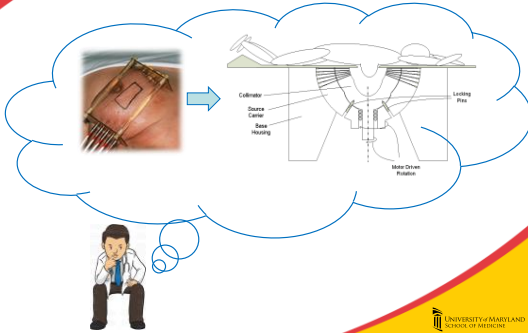 Collimator
Source
Carrier
Base
Housing
Locking
Pins
Motor Driven
Rotation
UNIVERSITY of MARYLAND
SCHOOL OF MEDICINE